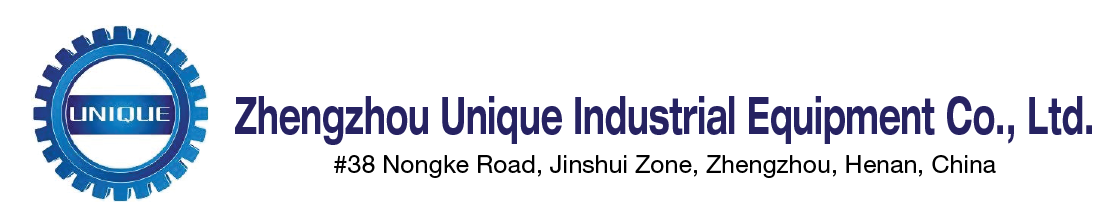 UNIQUE
Zhengzhou Unique Industrial Equipment Co., Ltd.
#38 Nongke Road, Jinshui Zone, Zhengzhou, Henan, China